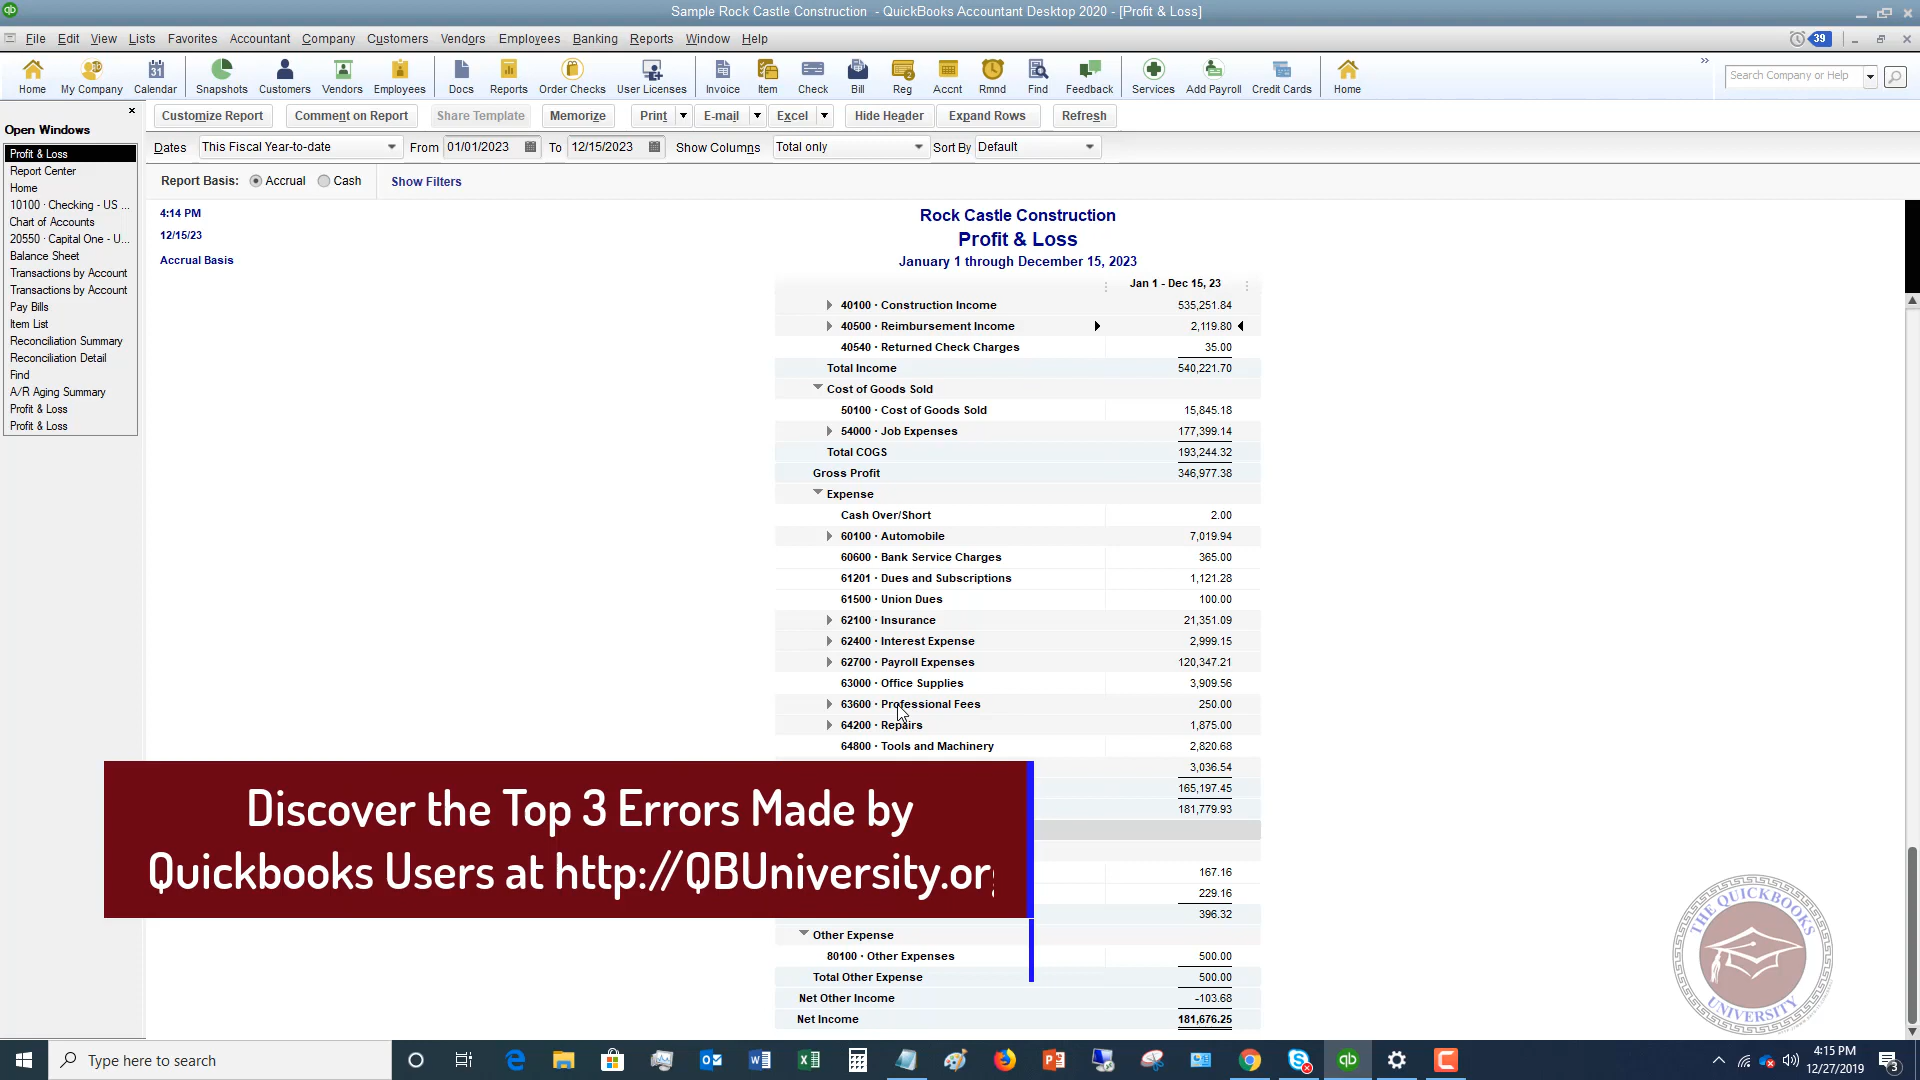 Sample Rock Castle Construction - QuickBooks Accountant Desktop 2020 - [Profit & Loss]
File Edit View Lists Favorites Accountant Company Customers Vendors Employees Banking Reports Window Help
39
Home My Company Calendar Snapshots Customers Vendors Employees Docs Reports Order Checks User Licenses Invoice Item Check Bill Reg Accnt Rmnd Find Feedback Services Add Payroll Credit Cards Home
Search Company or Help
Customize Report Comment on Report Share Template Memorize Print E-mail Excel Hide Header Expand Rows Refresh
Dates This Fiscal Year-to-date From 01/01/2023 To 12/15/2023 Show Columns Total only Sort By Default
Report Basis: Accrual Cash Show Filters
Open Windows
Profit & Loss
Report Center
Home
10100 · Checking - US ...
Chart of Accounts
20550 · Capital One - U...
Balance Sheet
Transactions by Account
Transactions by Account
Pay Bills
Item List
Reconciliation Summary
Reconciliation Detail
Find
A/R Aging Summary
Profit & Loss
Profit & Loss
4:14 PM
12/15/23
Accrual Basis
Rock Castle Construction
Profit & Loss
January 1 through December 15, 2023
Jan 1 - Dec 15, 23
40100 · Construction Income 535,251.84
40500 · Reimbursement Income 2,119.80
40540 · Returned Check Charges 35.00
Total Income 540,221.70
Cost of Goods Sold
50100 · Cost of Goods Sold 15,845.18
54000 · Job Expenses 177,399.14
Total COGS 193,244.32
Gross Profit 346,977.38
Expense
Cash Over/Short 2.00
60100 · Automobile 7,019.94
60600 · Bank Service Charges 365.00
61201 · Dues and Subscriptions 1,121.28
61500 · Union Dues 100.00
62100 · Insurance 21,351.09
62400 · Interest Expense 2,999.15
62700 · Payroll Expenses 120,347.21
63000 · Office Supplies 3,909.56
63600 · Professional Fees 250.00
64200 · Repairs 1,875.00
64800 · Tools and Machinery 2,820.68
3,036.54
165,197.45
181,779.93
167.16
229.16
396.32
Other Expense
80100 · Other Expenses 500.00
Total Other Expense 500.00
Net Other Income -103.68
Net Income 181,676.25
Discover the Top 3 Errors Made by
Quickbooks Users at http://QBUniversity.or
THE QUICKBOOKS
UNIVERSITY
Type here to search
4:15 PM
12/27/2019
3